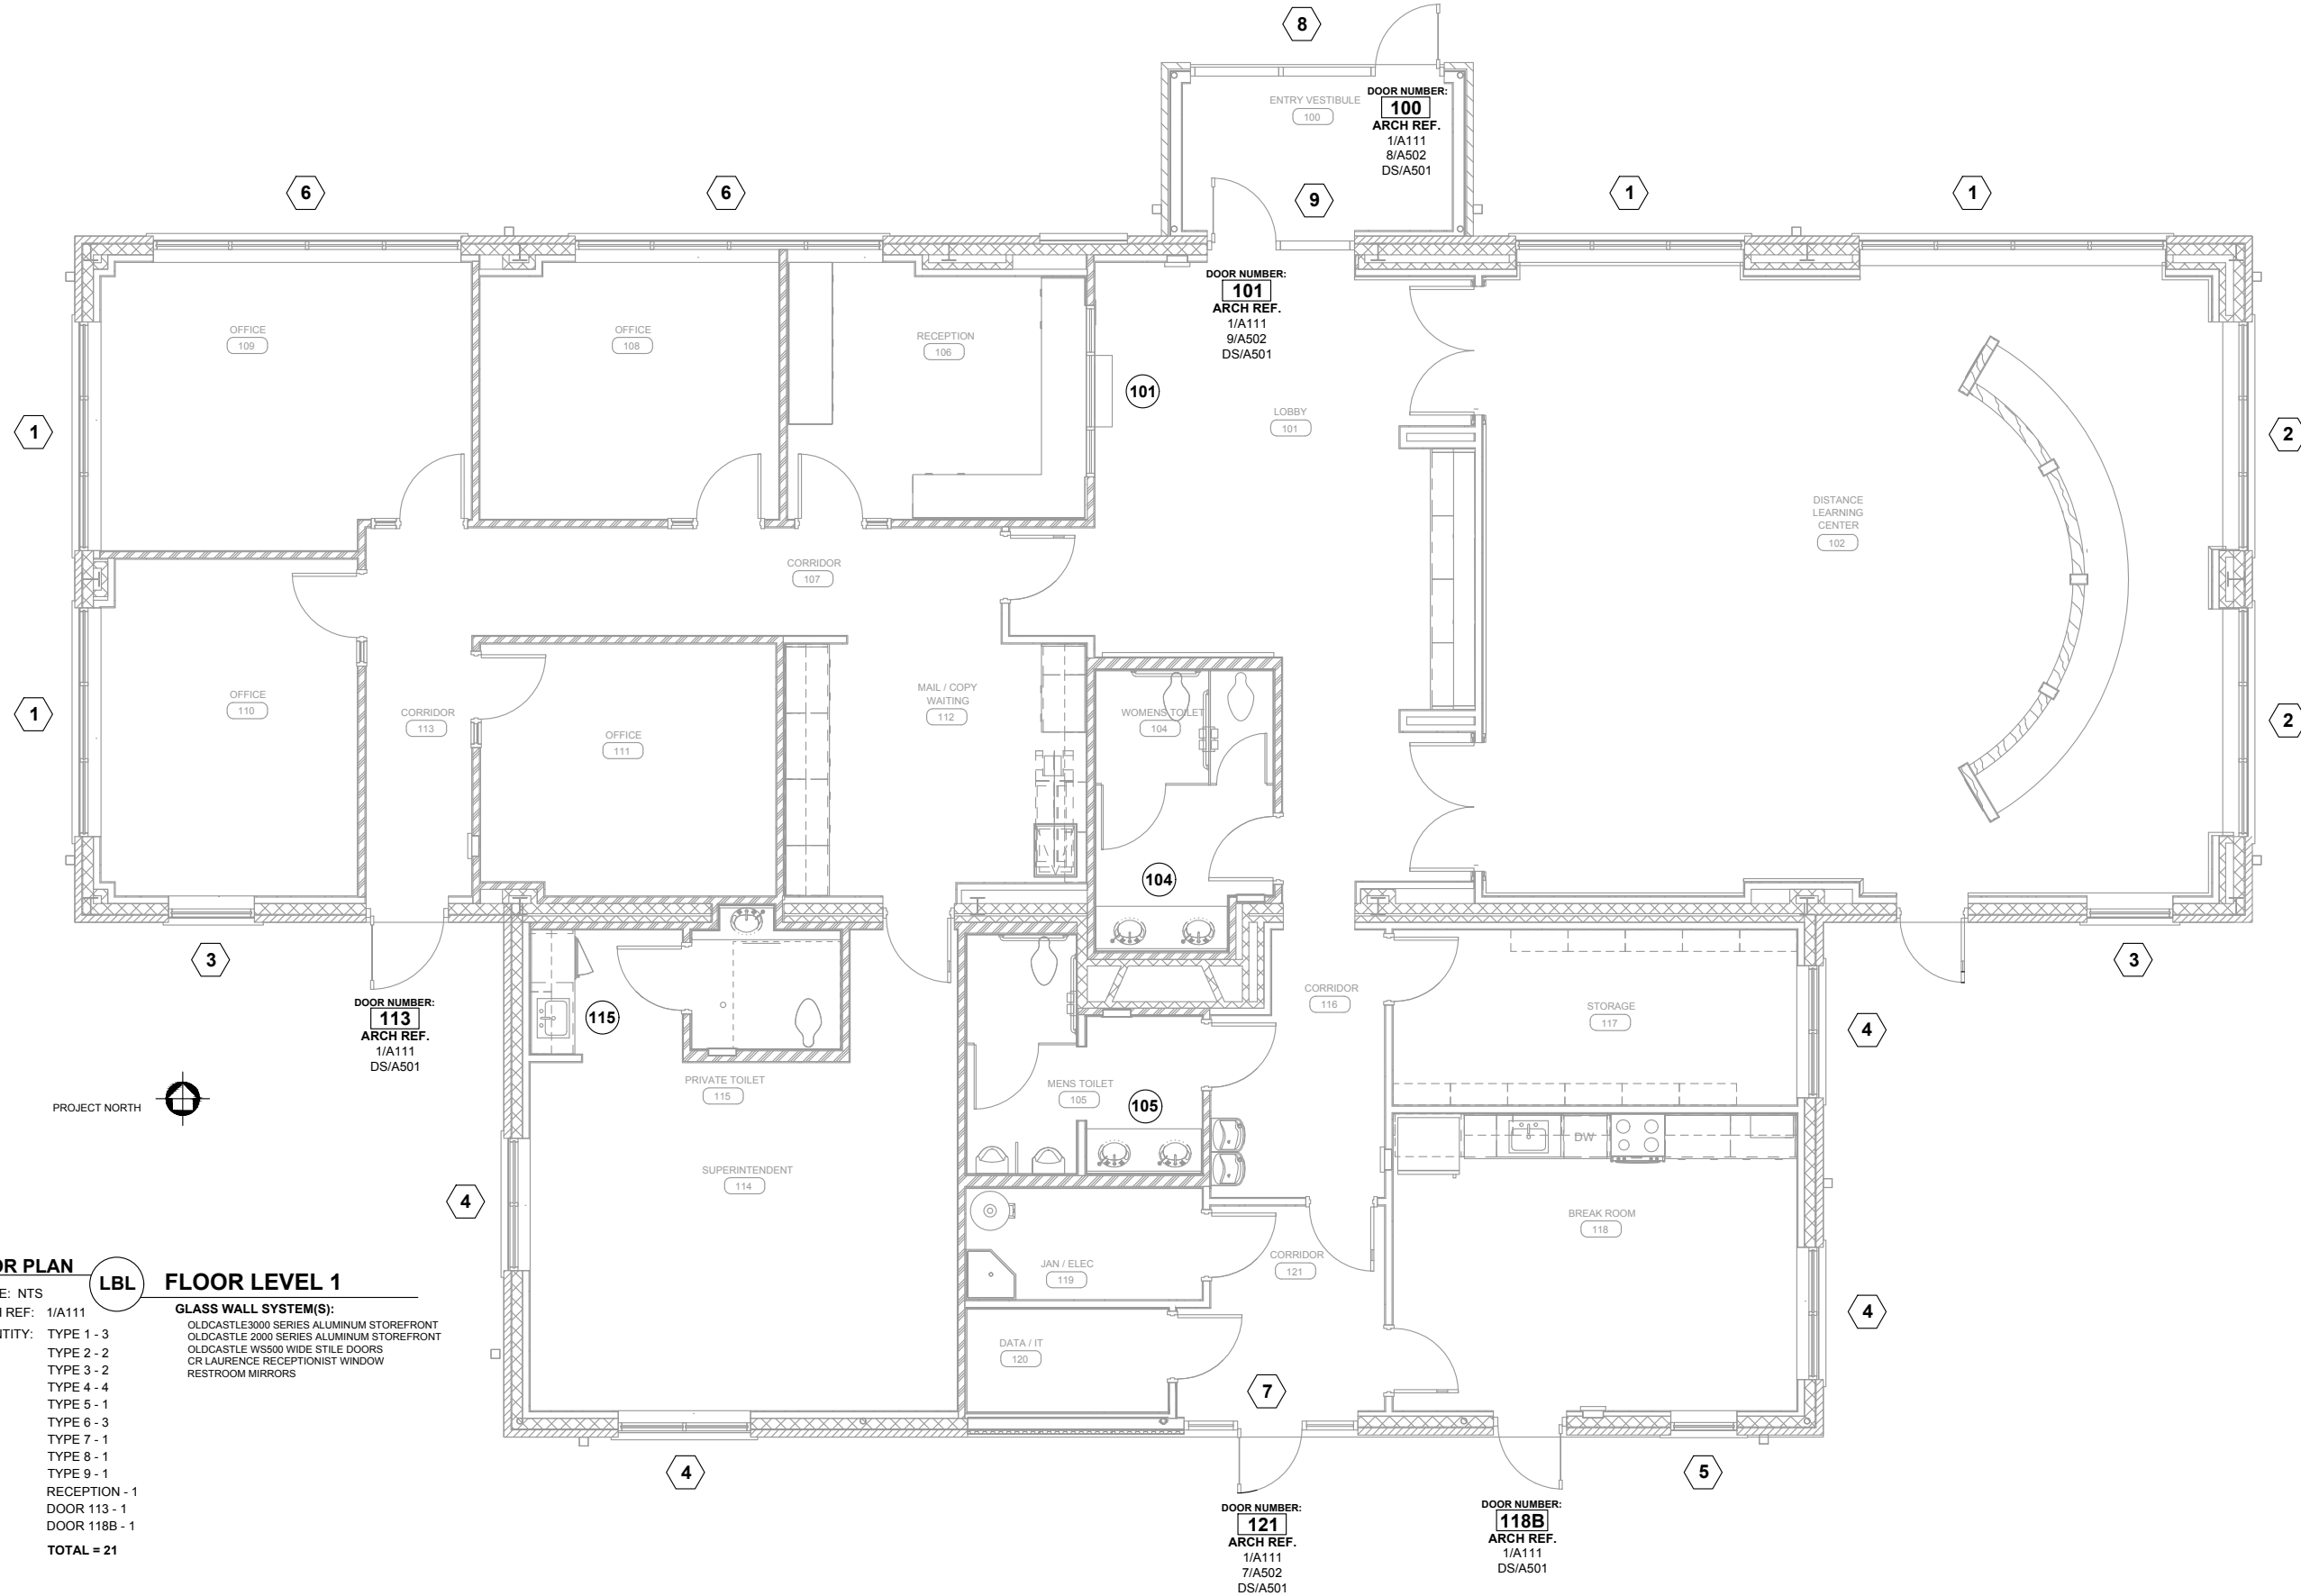 8
ENTRY VESTIBULE
100
DOOR NUMBER:
100
ARCH REF.
1/A111
8/A502
DS/A501
6
6
9
1
1
DOOR NUMBER:
101
ARCH REF.
1/A111
9/A502
DS/A501
OFFICE
109
OFFICE
108
RECEPTION
106
101
LOBBY
101
1
2
DISTANCE
LEARNING
CENTER
102
CORRIDOR
107
OFFICE
110
1
CORRIDOR
113
OFFICE
111
MAIL / COPY
WAITING
112
WOMENS TOILET
104
2
104
3
3
DOOR NUMBER:
113
ARCH REF.
1/A111
DS/A501
115
CORRIDOR
116
STORAGE
117
4
PRIVATE TOILET
115
MENS TOILET
105
105
PROJECT NORTH
DW
SUPERINTENDENT
114
4
BREAK ROOM
118
JAN / ELEC
119
CORRIDOR
121
4
DATA / IT
120
7
4
5
DOOR NUMBER:
121
ARCH REF.
1/A111
7/A502
DS/A501
DOOR NUMBER:
118B
ARCH REF.
1/A111
DS/A501
OR PLAN
LBL
FLOOR LEVEL 1
E: NTS
REF: 1/A111
NTITY: TYPE 1 - 3
TYPE 2 - 2
TYPE 3 - 2
TYPE 4 - 4
TYPE 5 - 1
TYPE 6 - 3
TYPE 7 - 1
TYPE 8 - 1
TYPE 9 - 1
RECEPTION - 1
DOOR 113 - 1
DOOR 118B - 1
TOTAL = 21
GLASS WALL SYSTEM(S):
OLDCASTLE3000 SERIES ALUMINUM STOREFRONT
OLDCASTLE 2000 SERIES ALUMINUM STOREFRONT
OLDCASTLE WS500 WIDE STILE DOORS
CR LAURENCE RECEPTIONIST WINDOW
RESTROOM MIRRORS